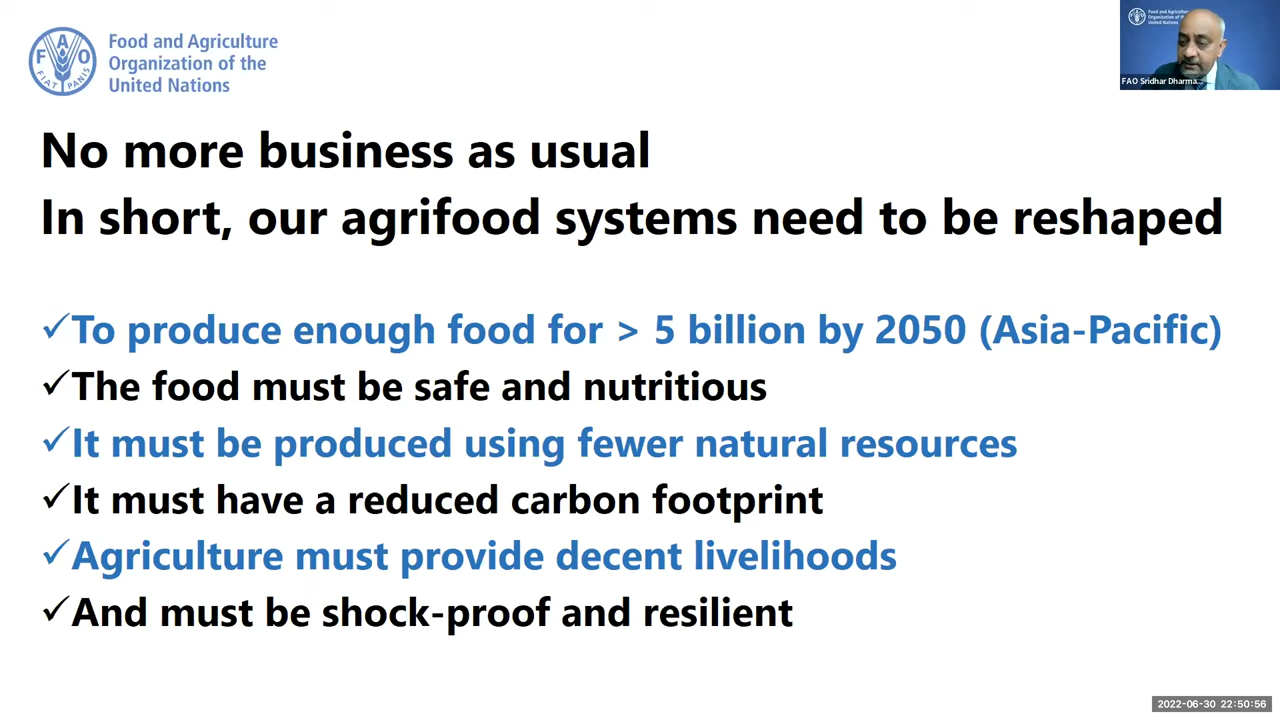 Food and Agriculture
Organization of the
United Nations
F A O
FIAT PANIS
FAO Sridhar Dharma...
No more business as usual
In short, our agrifood systems need to be reshaped
✓To produce enough food for > 5 billion by 2050 (Asia-Pacific)
✓The food must be safe and nutritious
✓It must be produced using fewer natural resources
✓It must have a reduced carbon footprint
✓Agriculture must provide decent livelihoods
✓And must be shock-proof and resilient
2022-06-30 22:50:56